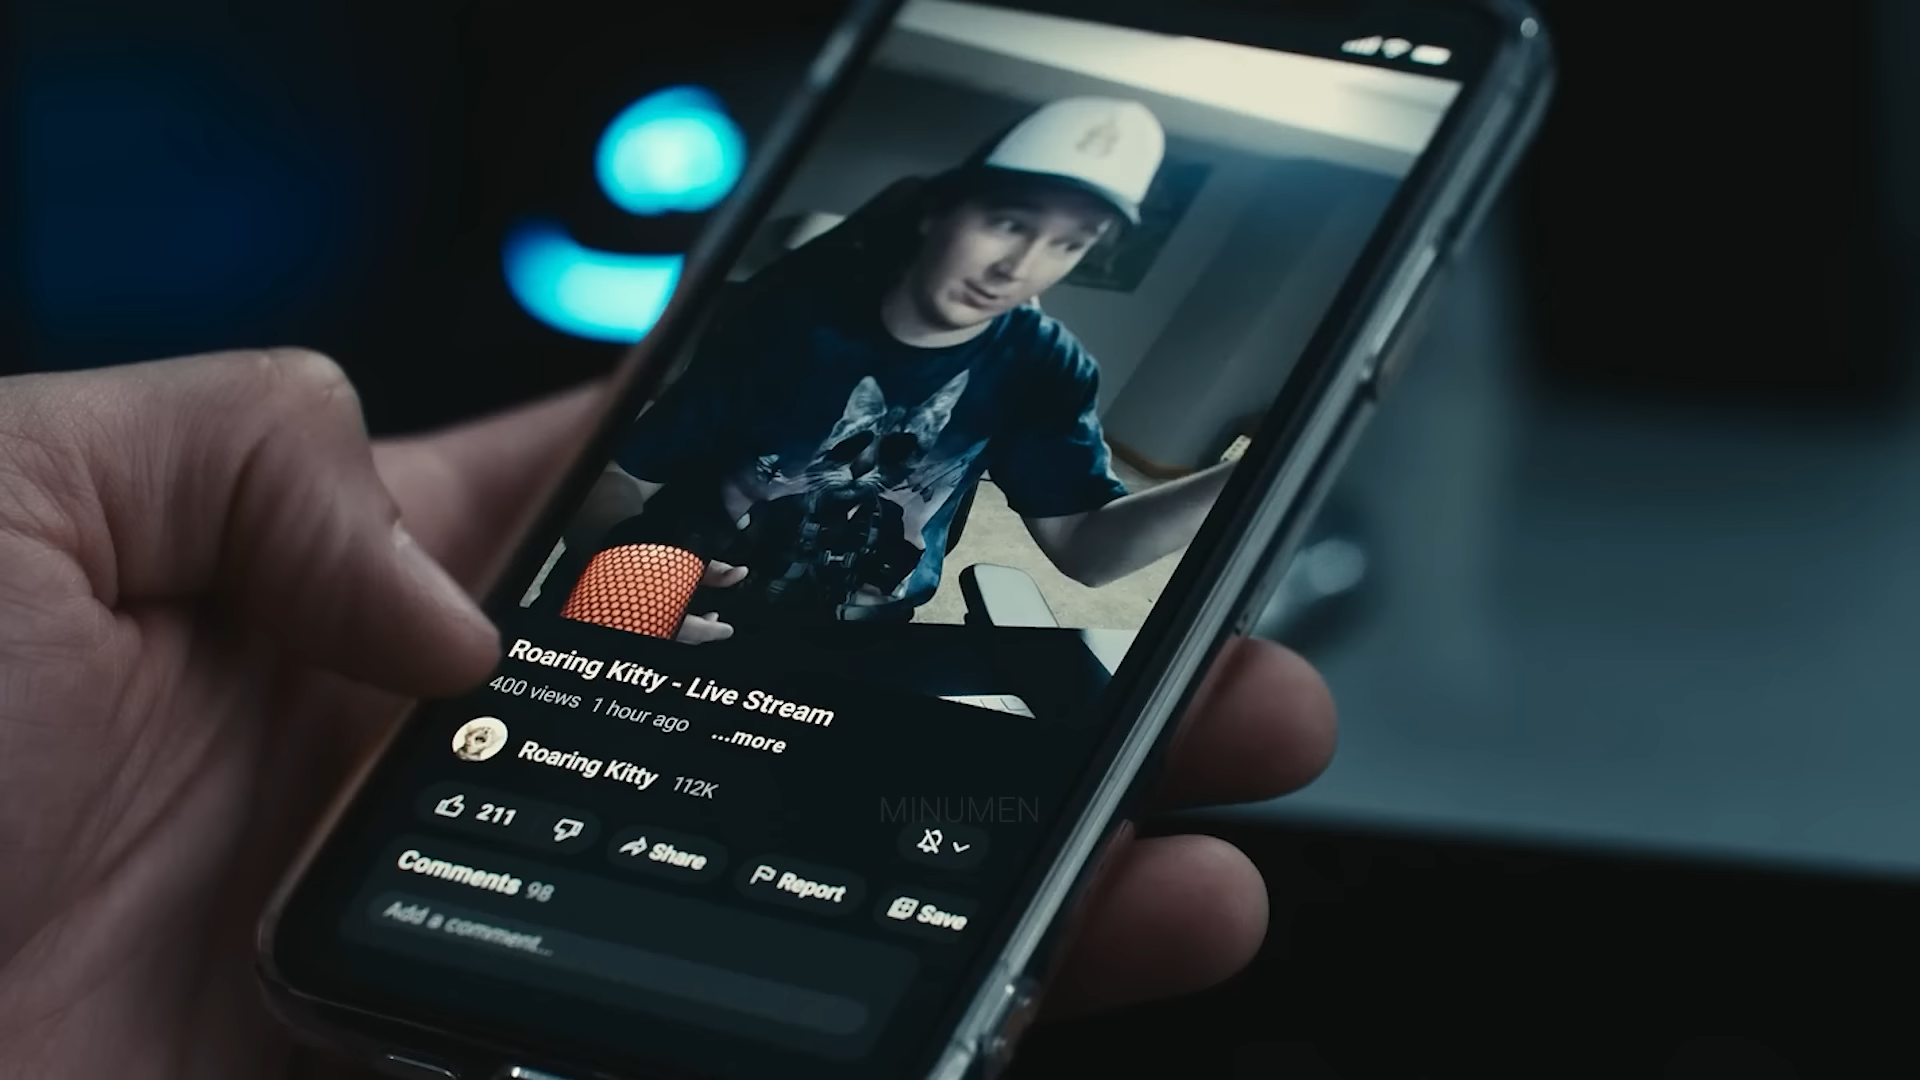 Roaring Kitty - Live Stream
400 views 1 hour ago ...more
Roaring Kitty 112K
MINUMEN
211 Share Report Save
Comments 98
Add a comment...